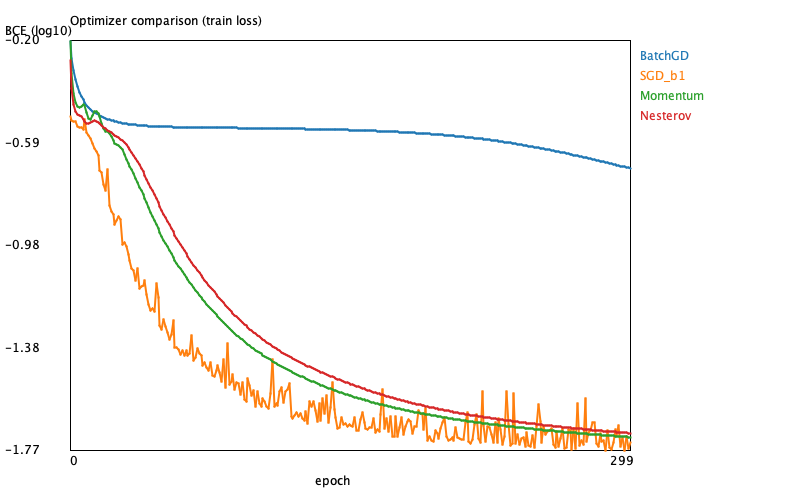 Optimizer comparison (train loss)
BCE (log10)
-0.20
-0.59
-0.98
-1.38
-1.77
0
299
epoch
BatchGD
SGD_b1
Momentum
Nesterov